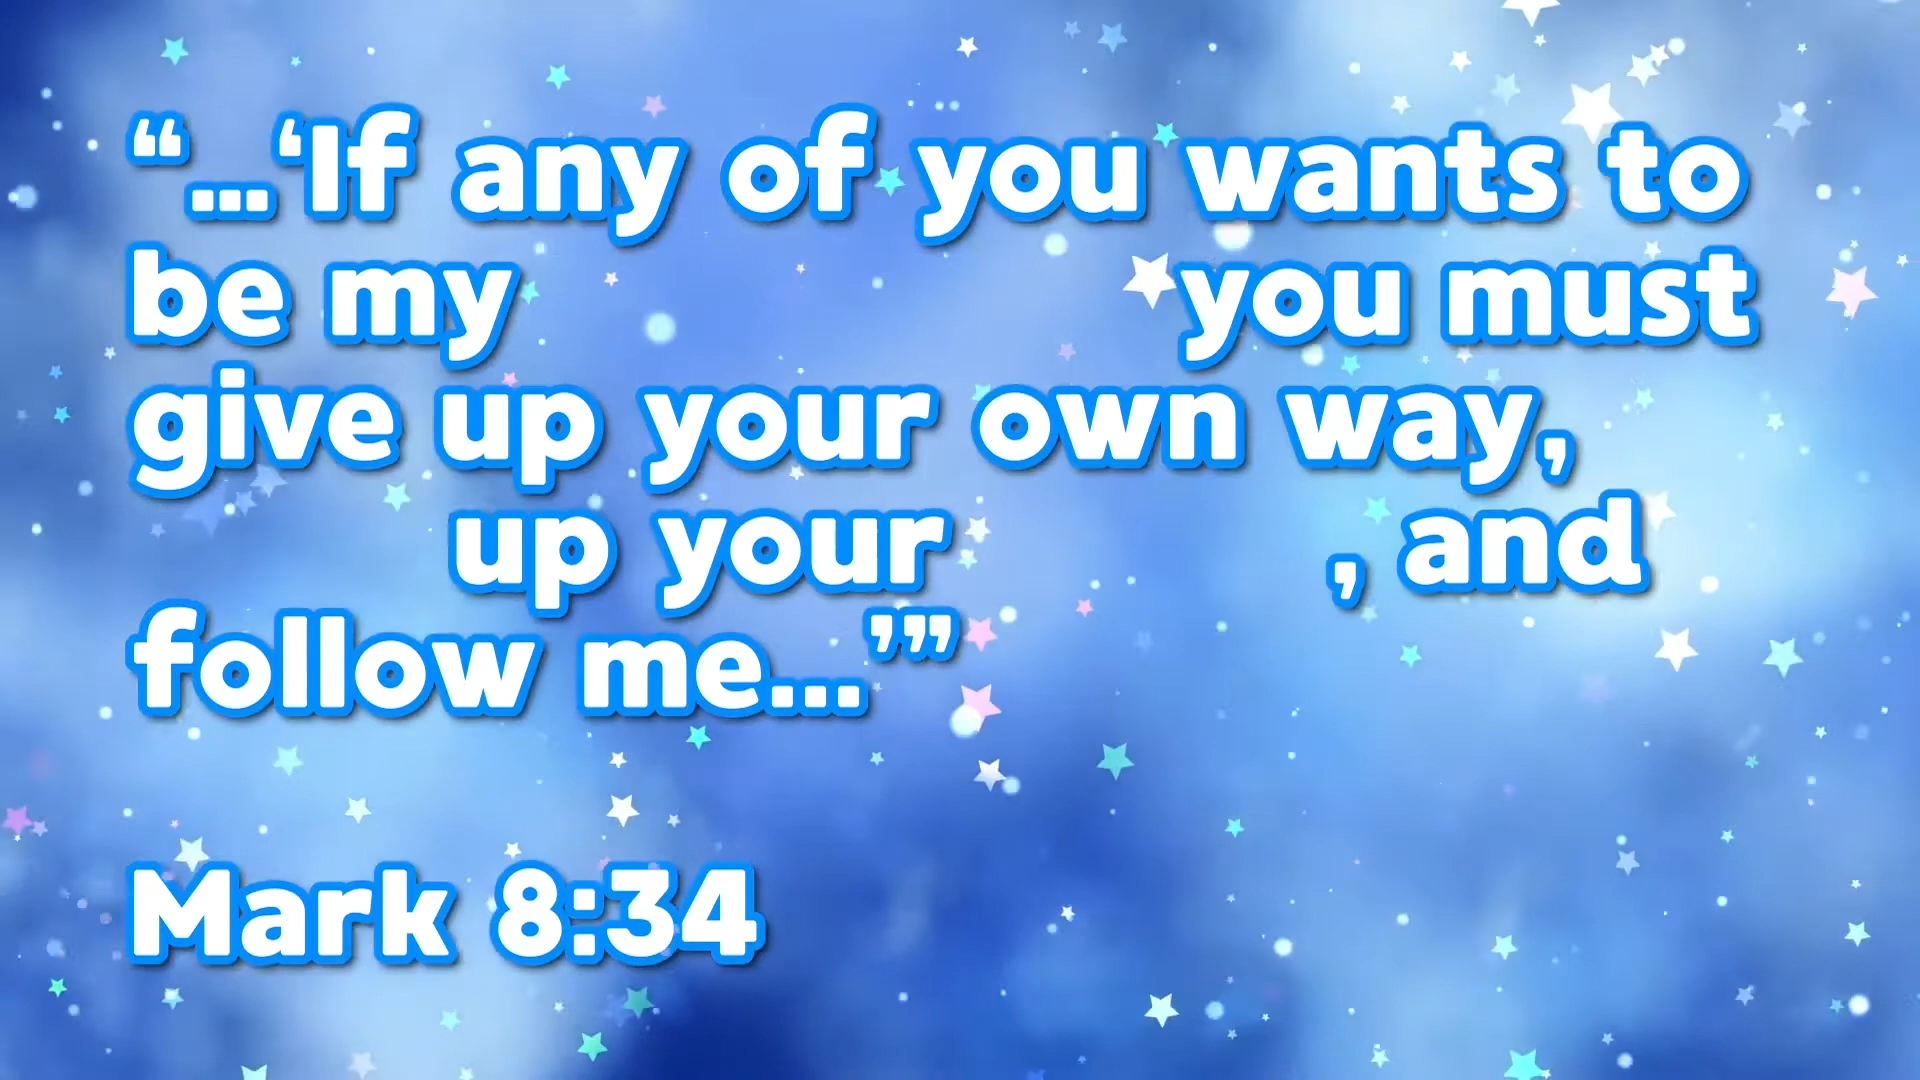 “...‘If any of you wants to
be my you must
give up your own way,
up your , and
follow me...’”
Mark 8:34